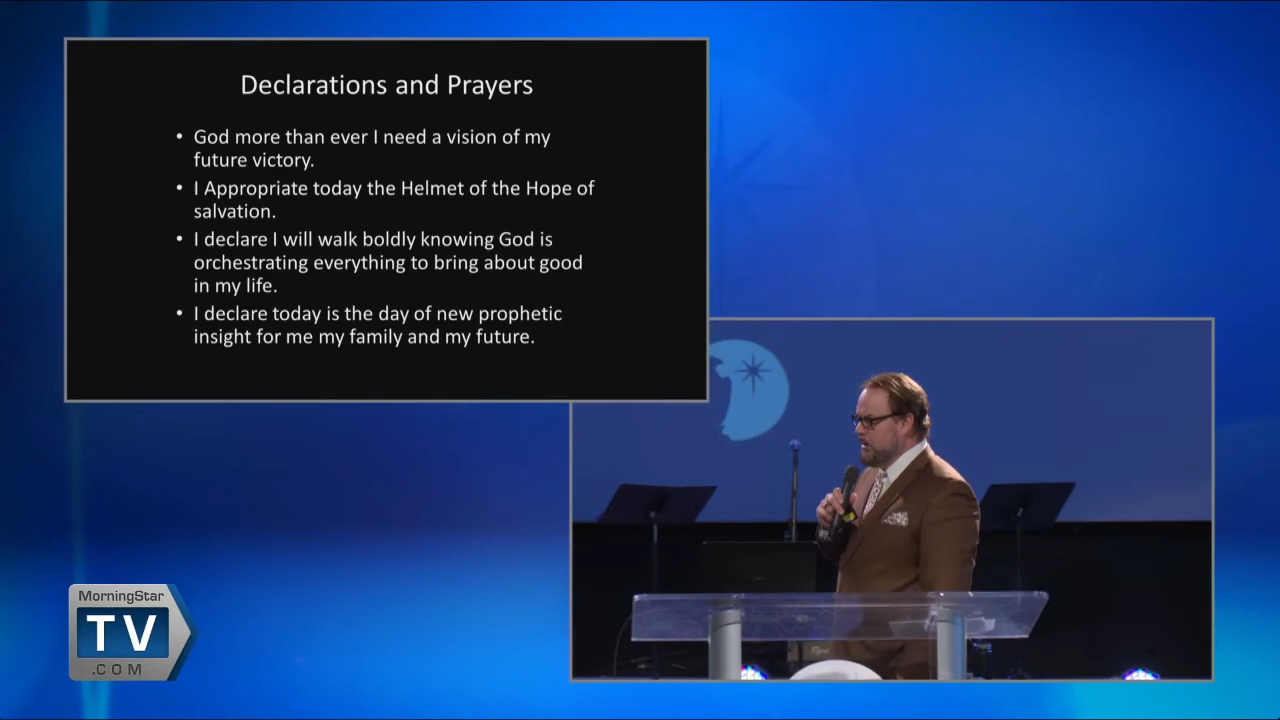 Declarations and Prayers
• God more than ever I need a vision of my
future victory.
• I Appropriate today the Helmet of the Hope of
salvation.
• I declare I will walk boldly knowing God is
orchestrating everything to bring about good
in my life.
• I declare today is the day of new prophetic
insight for me my family and my future.
MorningStar
TV
.COM